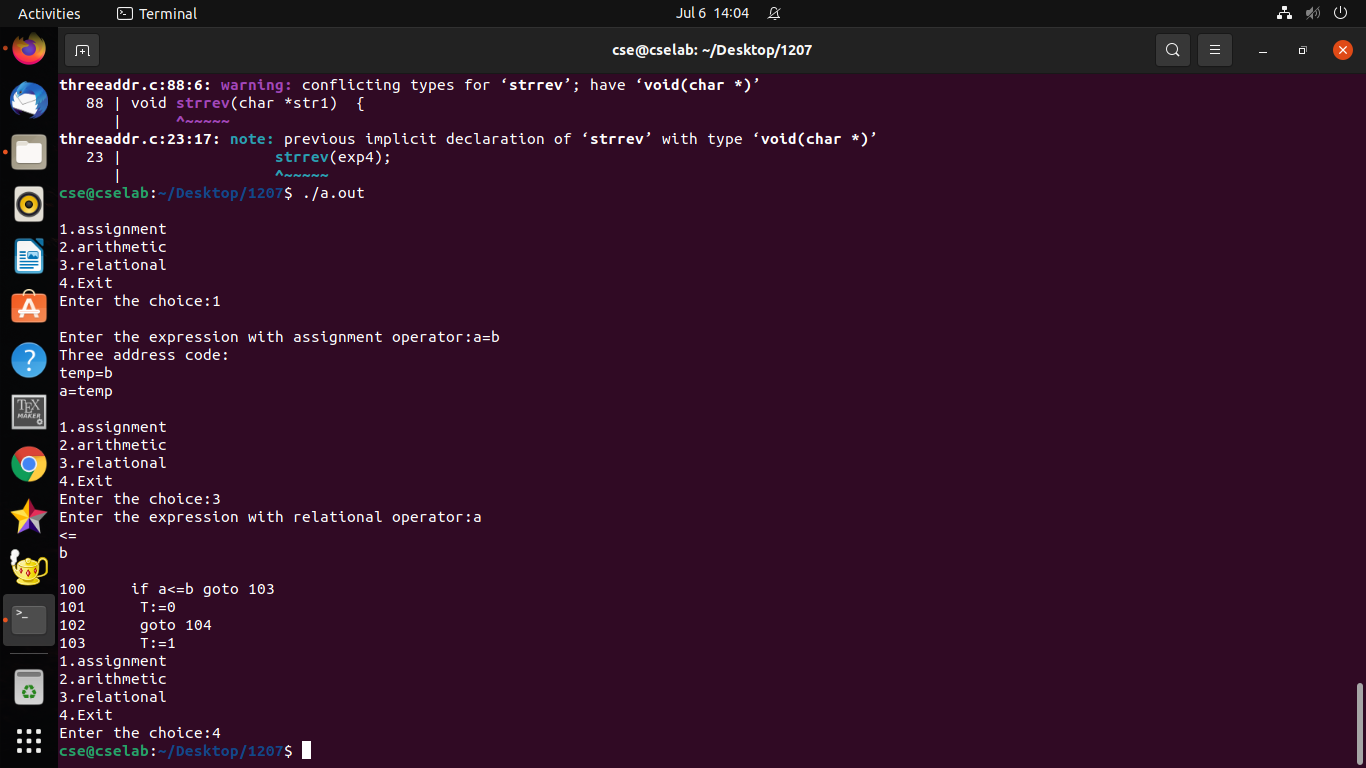 Activities
Terminal
Jul 6 14:04
cse@cselab: ~/Desktop/1207
threeaddr.c:88:6: warning: conflicting types for ‘strrev’; have ‘void(char *)’
88 | void strrev(char *str1)  {
|      ^~~~~~
threeaddr.c:23:17: note: previous implicit declaration of ‘strrev’ with type ‘void(char *)’
23 |                 strrev(exp4);
|                 ^~~~~~
cse@cselab:~/Desktop/1207$ ./a.out
1.assignment
2.arithmetic
3.relational
4.Exit
Enter the choice:1
Enter the expression with assignment operator:a=b
Three address code:
temp=b
a=temp
1.assignment
2.arithmetic
3.relational
4.Exit
Enter the choice:3
Enter the expression with relational operator:a
<=
b
100     if a<=b goto 103
101      T:=0
102      goto 104
103      T:=1
1.assignment
2.arithmetic
3.relational
4.Exit
Enter the choice:4
cse@cselab:~/Desktop/1207$
TEX
MAKER